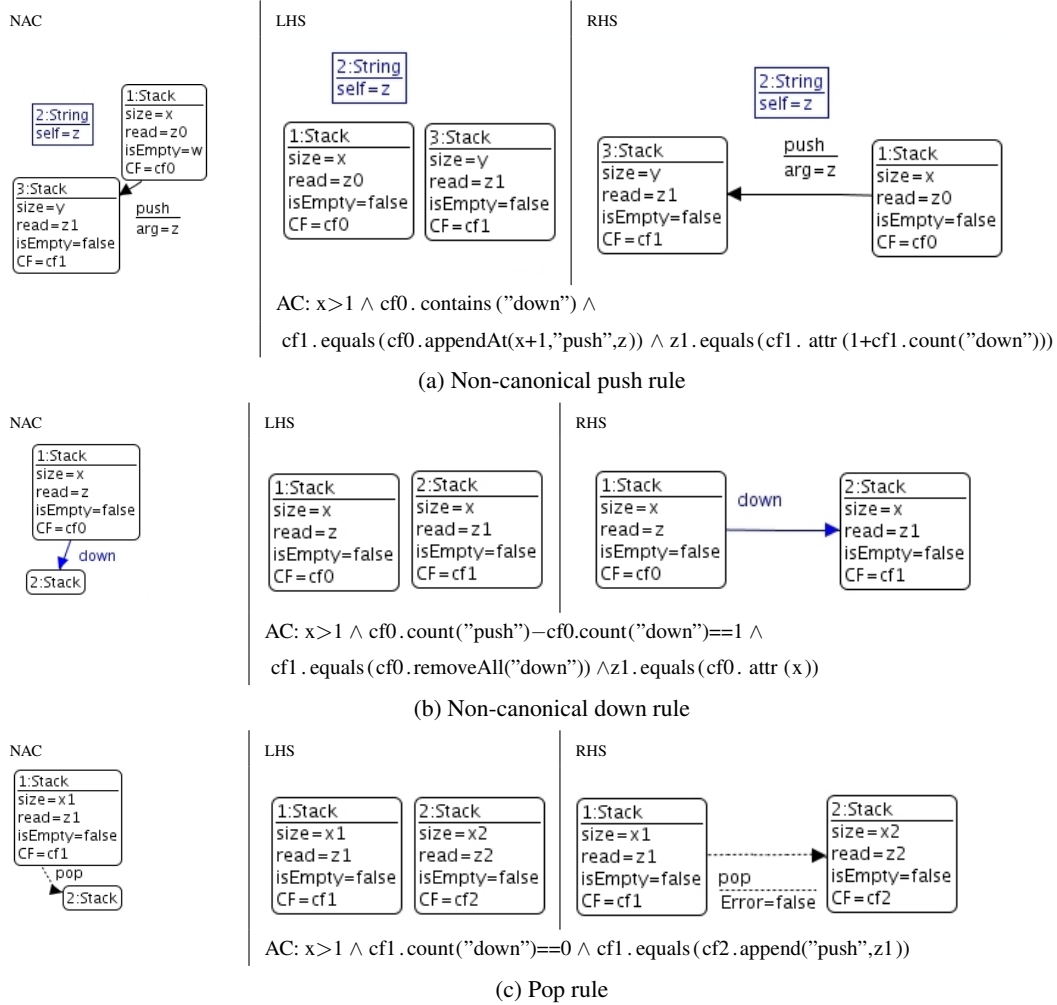 NAC
LHS
RHS
2:String
self=z
1:Stack
size=x
read=z0
isEmpty=w
CF=cf0
3:Stack
size=y
read=z1
isEmpty=false
CF=cf1
push
arg=z
2:String
self=z
1:Stack
size=x
read=z0
isEmpty=false
CF=cf0
3:Stack
size=y
read=z1
isEmpty=false
CF=cf1
2:String
self=z
3:Stack
size=y
read=z1
isEmpty=false
CF=cf1
push
arg=z
1:Stack
size=x
read=z0
isEmpty=false
CF=cf0
AC: x>1 ∧ cf0.contains("down") ∧
cf1.equals(cf0.appendAt(x+1,"push",z)) ∧ z1.equals(cf1.attr(1+cf1.count("down")))
(a) Non-canonical push rule
NAC
LHS
RHS
1:Stack
size=x
read=z
isEmpty=false
CF=cf0
down
2:Stack
1:Stack
size=x
read=z
isEmpty=false
CF=cf0
2:Stack
size=x
read=z1
isEmpty=false
CF=cf1
1:Stack
size=x
read=z
isEmpty=false
CF=cf0
down
2:Stack
size=x
read=z1
isEmpty=false
CF=cf1
AC: x>1 ∧ cf0.count("push")−cf0.count("down")==1 ∧
cf1.equals(cf0.removeAll("down")) ∧z1.equals(cf0.attr(x))
(b) Non-canonical down rule
NAC
LHS
RHS
1:Stack
size=x1
read=z1
isEmpty=false
CF=cf1
pop
2:Stack
1:Stack
size=x1
read=z1
isEmpty=false
CF=cf1
2:Stack
size=x2
read=z2
isEmpty=false
CF=cf2
1:Stack
size=x1
read=z1
isEmpty=false
CF=cf1
pop
Error=false
2:Stack
size=x2
read=z2
isEmpty=false
CF=cf2
AC: x>1 ∧ cf1.count("down")==0 ∧ cf1.equals(cf2.append("push",z1))
(c) Pop rule